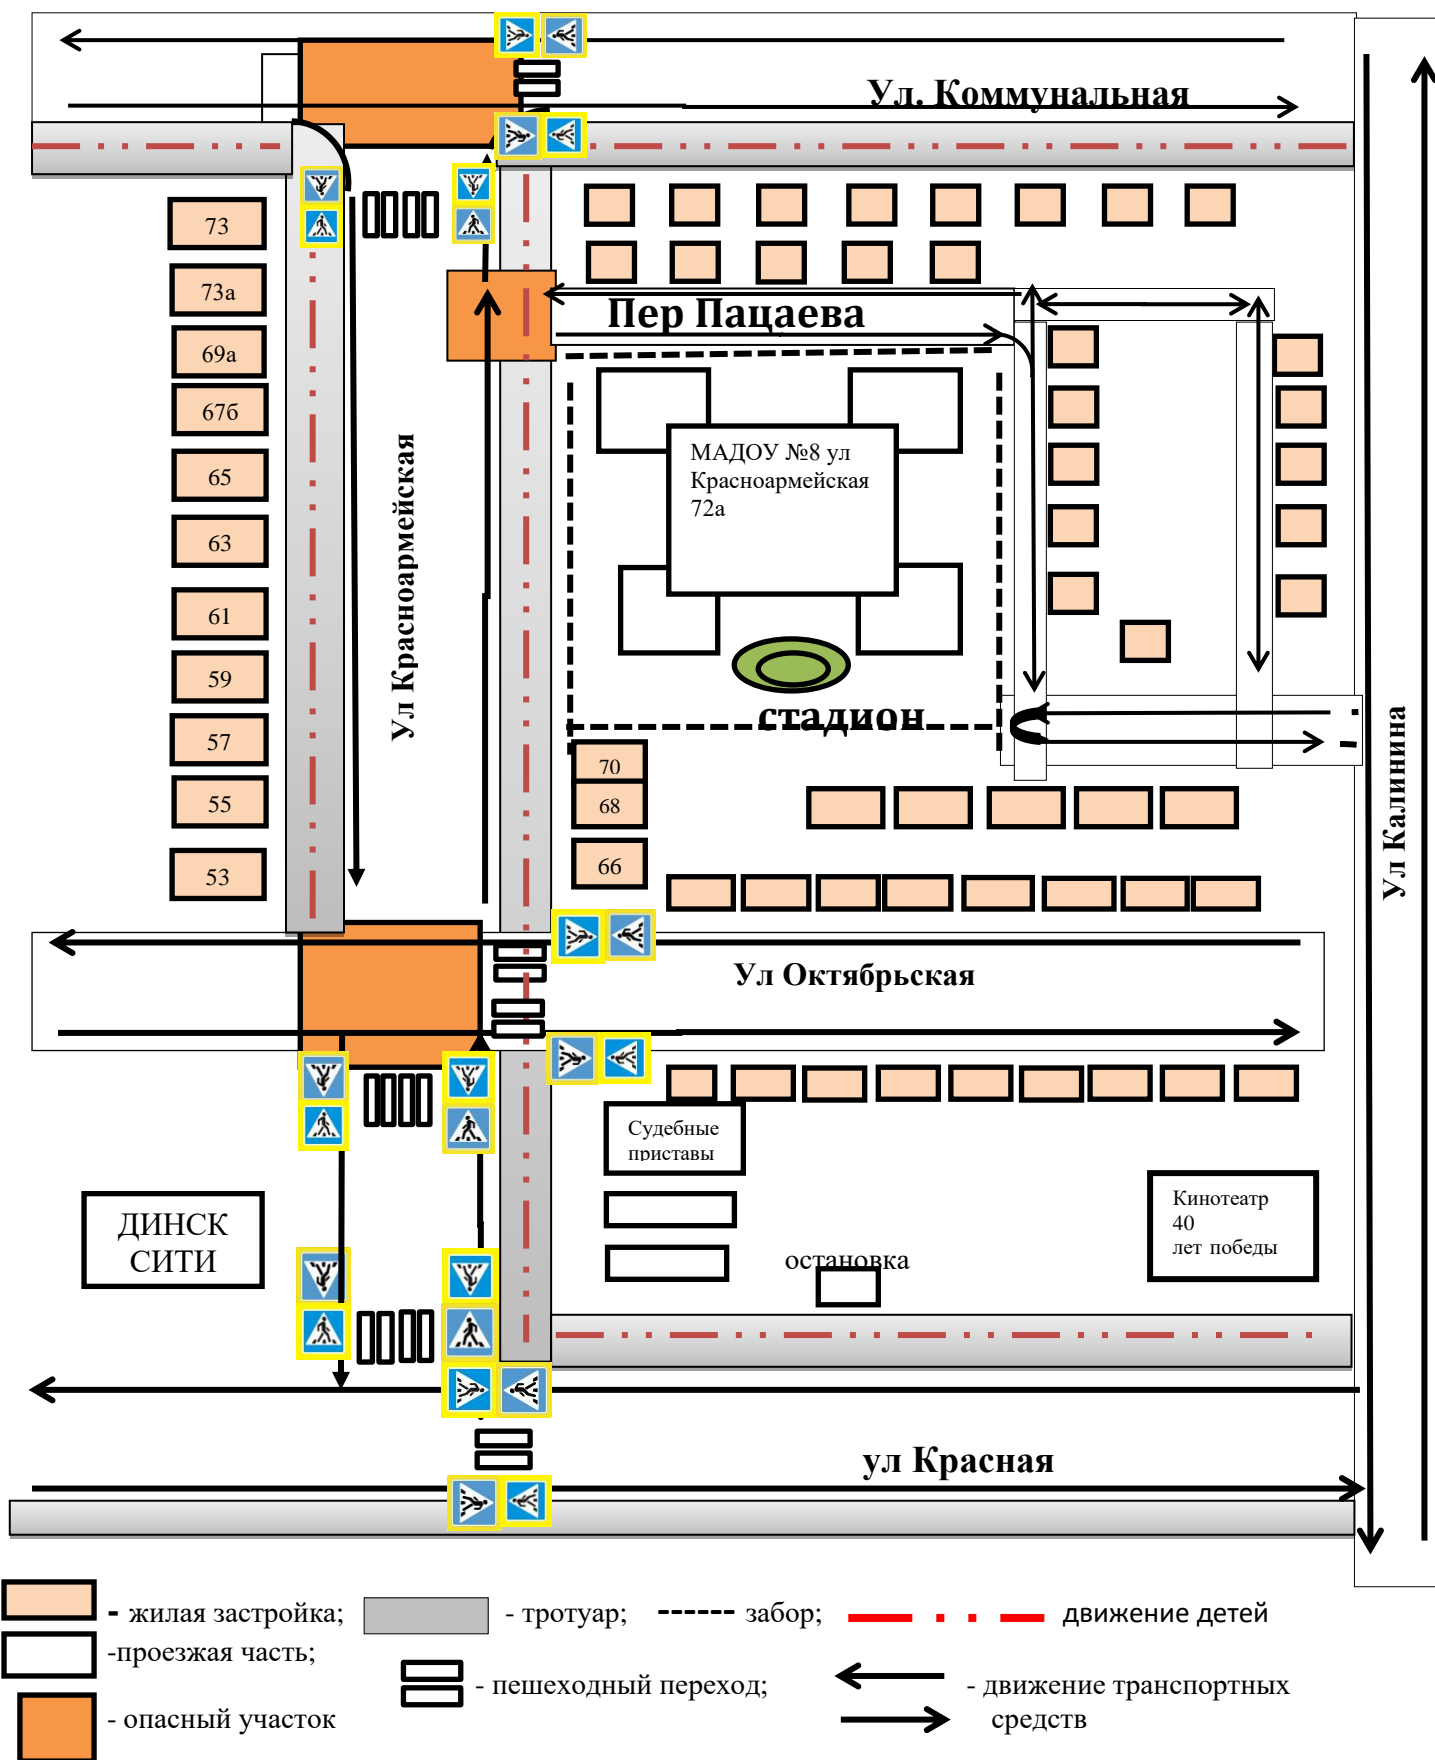 Ул. Коммунальная
73
73а
69а
67б
65
63
61
59
57
55
53
Ул Красноармейская
Пер Пацаева
МАДОУ №8 ул
Красноармейская
72а
стадион
70
68
66
Ул Калинина
Ул Октябрьская
Судебные
приставы
ДИНСК
СИТИ
остановка
Кинотеатр
40
лет победы
ул Красная
- жилая застройка;
- тротуар;
забор;
движение детей
-проезжая часть;
- пешеходный переход;
- движение транспортных
средств
- опасный участок